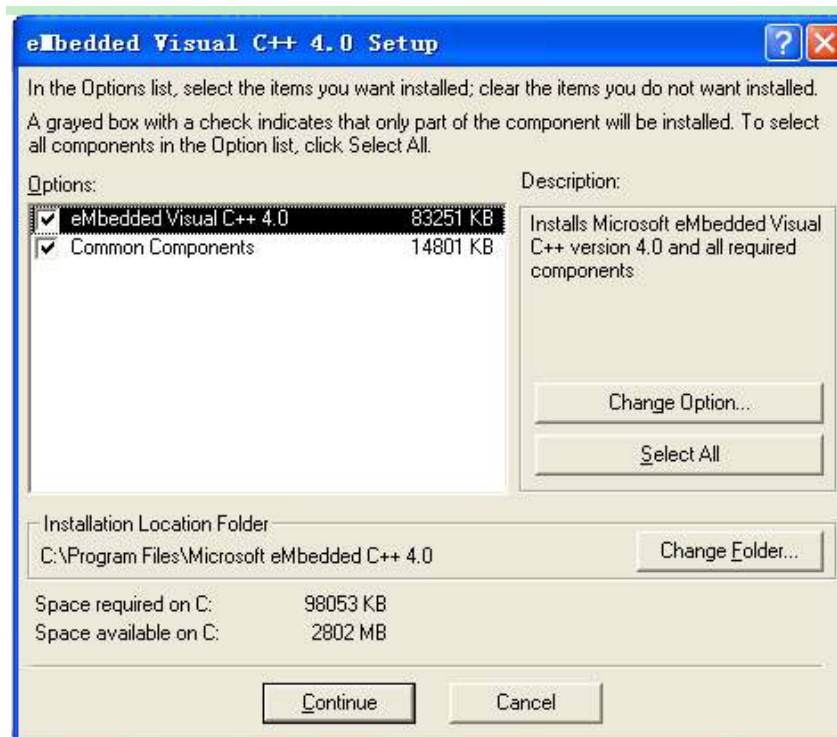 eMbedded Visual C++ 4.0 Setup
In the Options list, select the items you want installed; clear the items you do not want installed.
A grayed box with a check indicates that only part of the component will be installed. To select
all components in the Option list, click Select All.
Options:
eMbedded Visual C++ 4.0 83251 KB
Common Components 14801 KB
Description:
Installs Microsoft eMbedded Visual
C++ version 4.0 and all required
components
Change Option...
Select All
Installation Location Folder
C:\Program Files\Microsoft eMbedded C++ 4.0
Change Folder...
Space required on C: 98053 KB
Space available on C: 2802 MB
Continue
Cancel